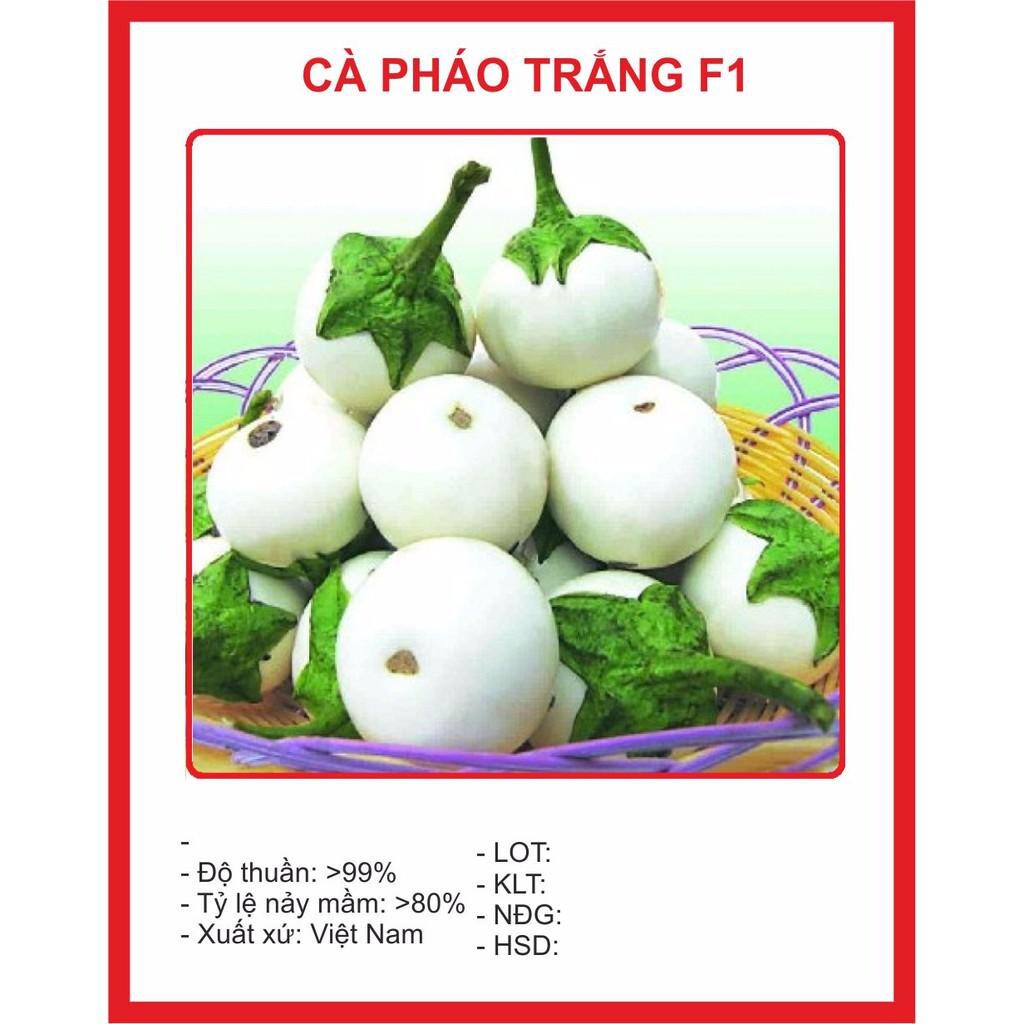 CÀ PHÁO TRẮNG F1
-
- Độ thuần: >99%
- Tỷ lệ nảy mầm: >80%
- Xuất xứ: Việt Nam
- LOT:
- KLT:
- NĐG:
- HSD: